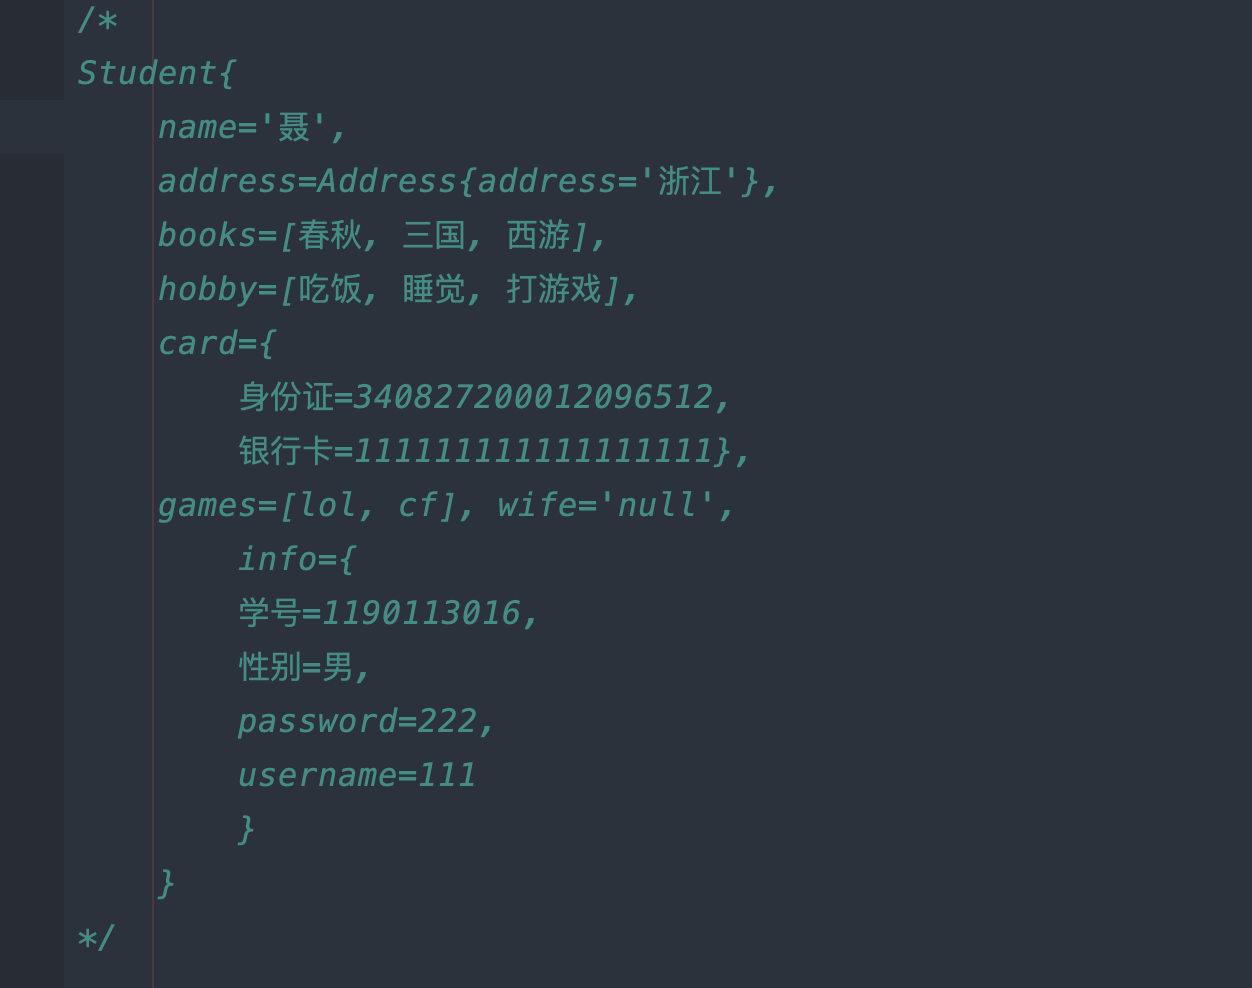 /*
Student{
name='聂',
address=Address{address='浙江'},
books=[春秋, 三国, 西游],
hobby=[吃饭, 睡觉, 打游戏],
card={
身份证=340827200012096512,
银行卡=111111111111111111},
games=[lol, cf], wife='null',
info={
学号=1190113016,
性别=男,
password=222,
username=111
}
}
*/